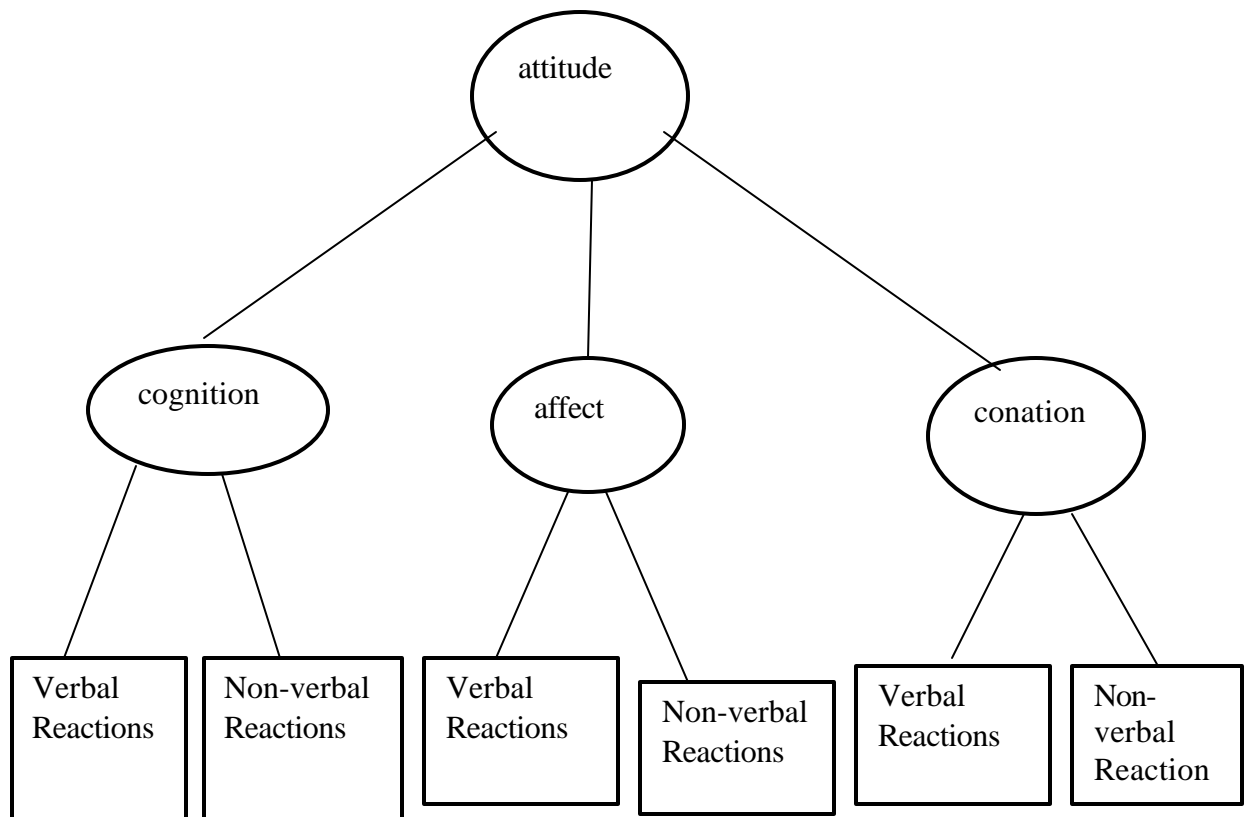 attitude
cognition
affect
conation
Verbal
Reactions
Non-verbal
Reactions
Verbal
Reactions
Non-verbal
Reactions
Verbal
Reactions
Non-
verbal
Reaction